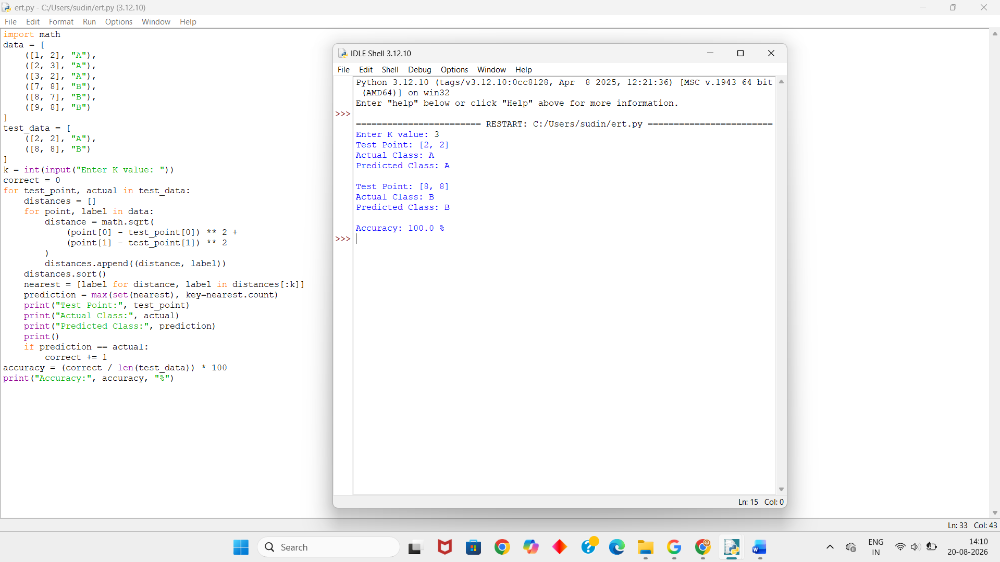 ert.py - C:/Users/sudin/ert.py (3.12.10)
File Edit Format Run Options Window Help
import math
data = [
    ([1, 2], "A"),
    ([2, 3], "A"),
    ([3, 2], "A"),
    ([7, 8], "B"),
    ([8, 7], "B"),
    ([9, 8], "B")
]
test_data = [
    ([2, 2], "A"),
    ([8, 8], "B")
]
k = int(input("Enter K value: "))
correct = 0
for test_point, actual in test_data:
    distances = []
    for point, label in data:
        distance = math.sqrt(
            (point[0] - test_point[0]) ** 2 +
            (point[1] - test_point[1]) ** 2
        )
        distances.append((distance, label))
    distances.sort()
    nearest = [label for distance, label in distances[:k]]
    prediction = max(set(nearest), key=nearest.count)
    print("Test Point:", test_point)
    print("Actual Class:", actual)
    print("Predicted Class:", prediction)
    print()
    if prediction == actual:
        correct += 1
accuracy = (correct / len(test_data)) * 100
print("Accuracy:", accuracy, "%")
IDLE Shell 3.12.10
File Edit Shell Debug Options Window Help
Python 3.12.10 (tags/v3.12.10:0cc8128, Apr  8 2025, 12:21:36) [MSC v.1943 64 bit
 (AMD64)] on win32
Enter "help" below or click "Help" above for more information.
>>>
======================== RESTART: C:/Users/sudin/ert.py ========================
Enter K value: 3
Test Point: [2, 2]
Actual Class: A
Predicted Class: A
Test Point: [8, 8]
Actual Class: B
Predicted Class: B
Accuracy: 100.0 %
>>>
Ln: 15 Col: 0
Ln: 33 Col: 43
Search
ENG
IN
14:10
20-08-2026